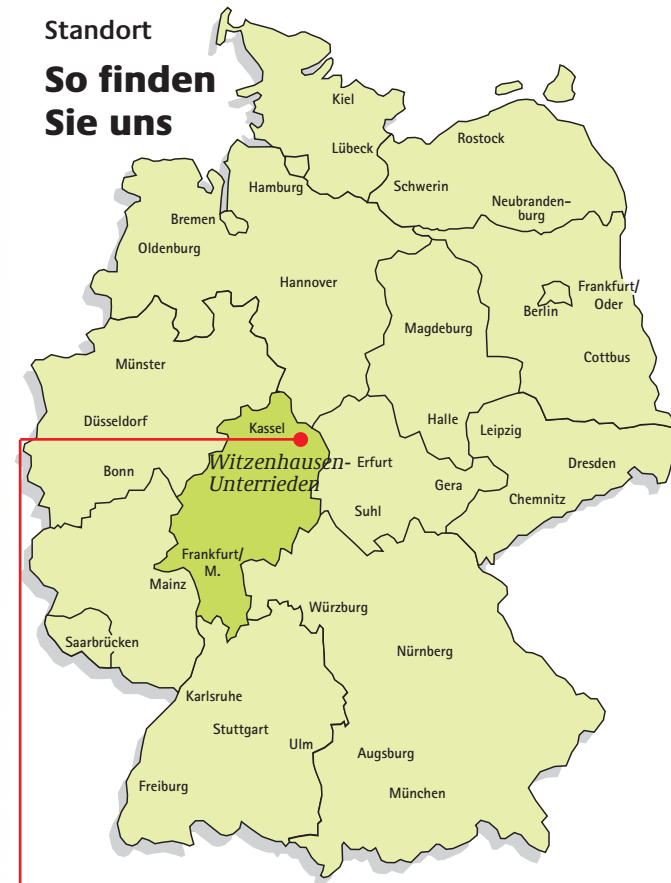 Standort
So finden
Sie uns
Kiel
Rostock
Lübeck
Hamburg
Schwerin
Neubranden-
burg
Bremen
Oldenburg
Hannover
Frankfurt/
Oder
Berlin
Magdeburg
Cottbus
Münster
Düsseldorf
Kassel
Halle
Leipzig
Witzenhausen-
Unterrieden
Erfurt
Dresden
Bonn
Gera
Chemnitz
Suhl
Frankfurt/
M.
Mainz
Würzburg
Saarbrücken
Nürnberg
Karlsruhe
Stuttgart
Ulm
Augsburg
Freiburg
München